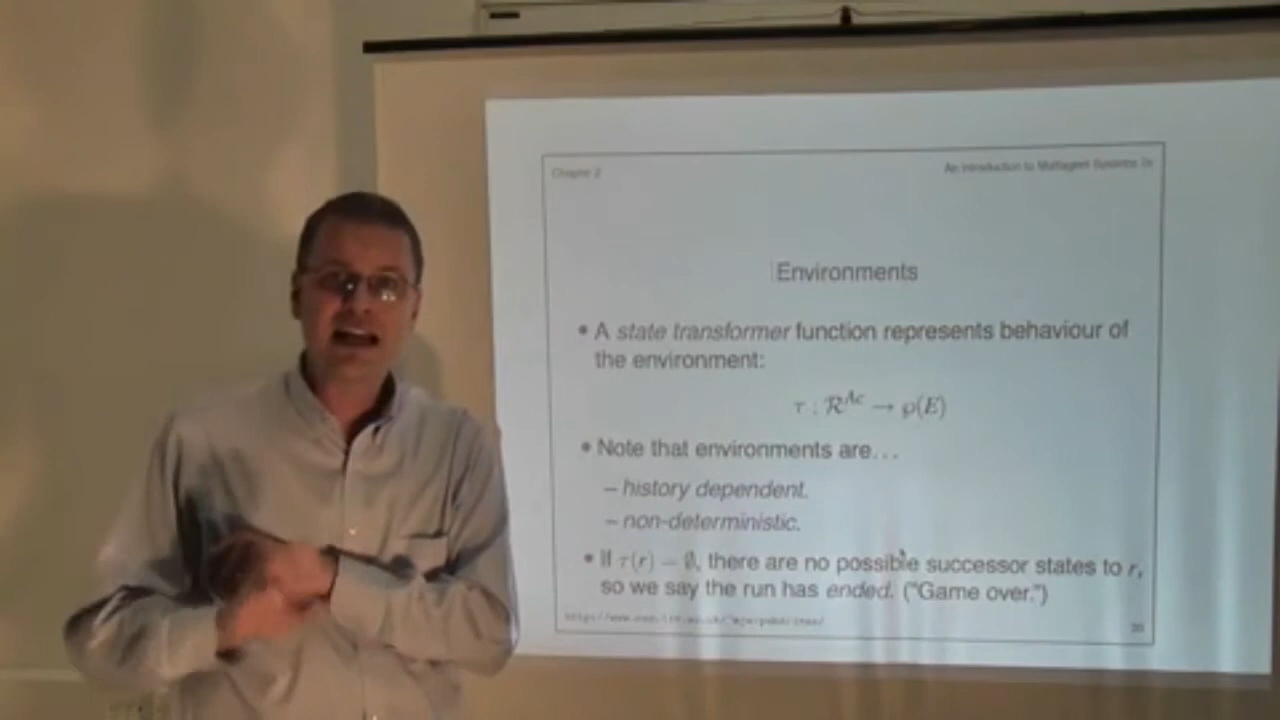 Chapter 2
An Introduction to Multiagent Systems 2e
Environments
• A state transformer function represents behaviour of
the environment:
τ : ℛ^Ac → ℘(E)
• Note that environments are…
– history dependent.
– non-deterministic.
• If τ(r) = ∅, there are no possible successor states to r,
so we say the run has ended. (“Game over.”)
20